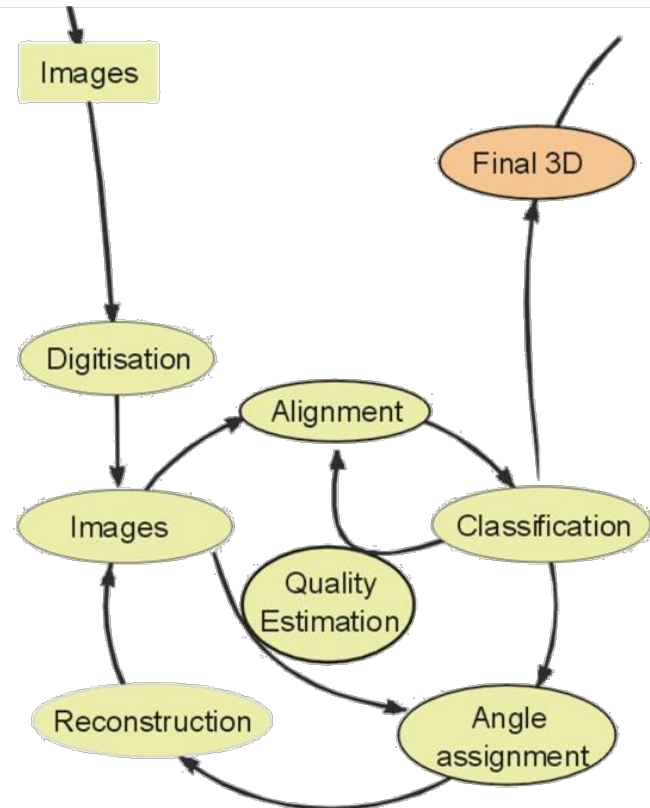 Images
Final 3D
Digitisation
Alignment
Images
Classification
Quality
Estimation
Reconstruction
Angle
assignment